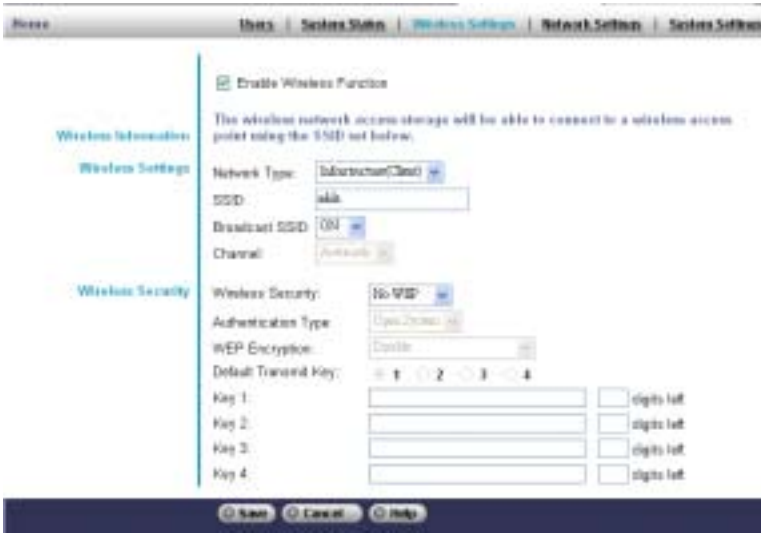 Home Users | System Status | Wireless Settings | Network Settings | System Settings
Enable Wireless Function
Wireless Information
The wireless network access storage will be able to connect to a wireless access
point using the SSID set below.
Wireless Settings
Network Type: Infrastructure(Client)
SSID:
Broadcast SSID: ON
Channel:
Wireless Security
Wireless Security: No WEP
Authentication Type:
WEP Encryption: Disable
Default Transmit Key: 1 2 3 4
Key 1: digits left
Key 2: digits left
Key 3: digits left
Key 4: digits left
Save Cancel Help